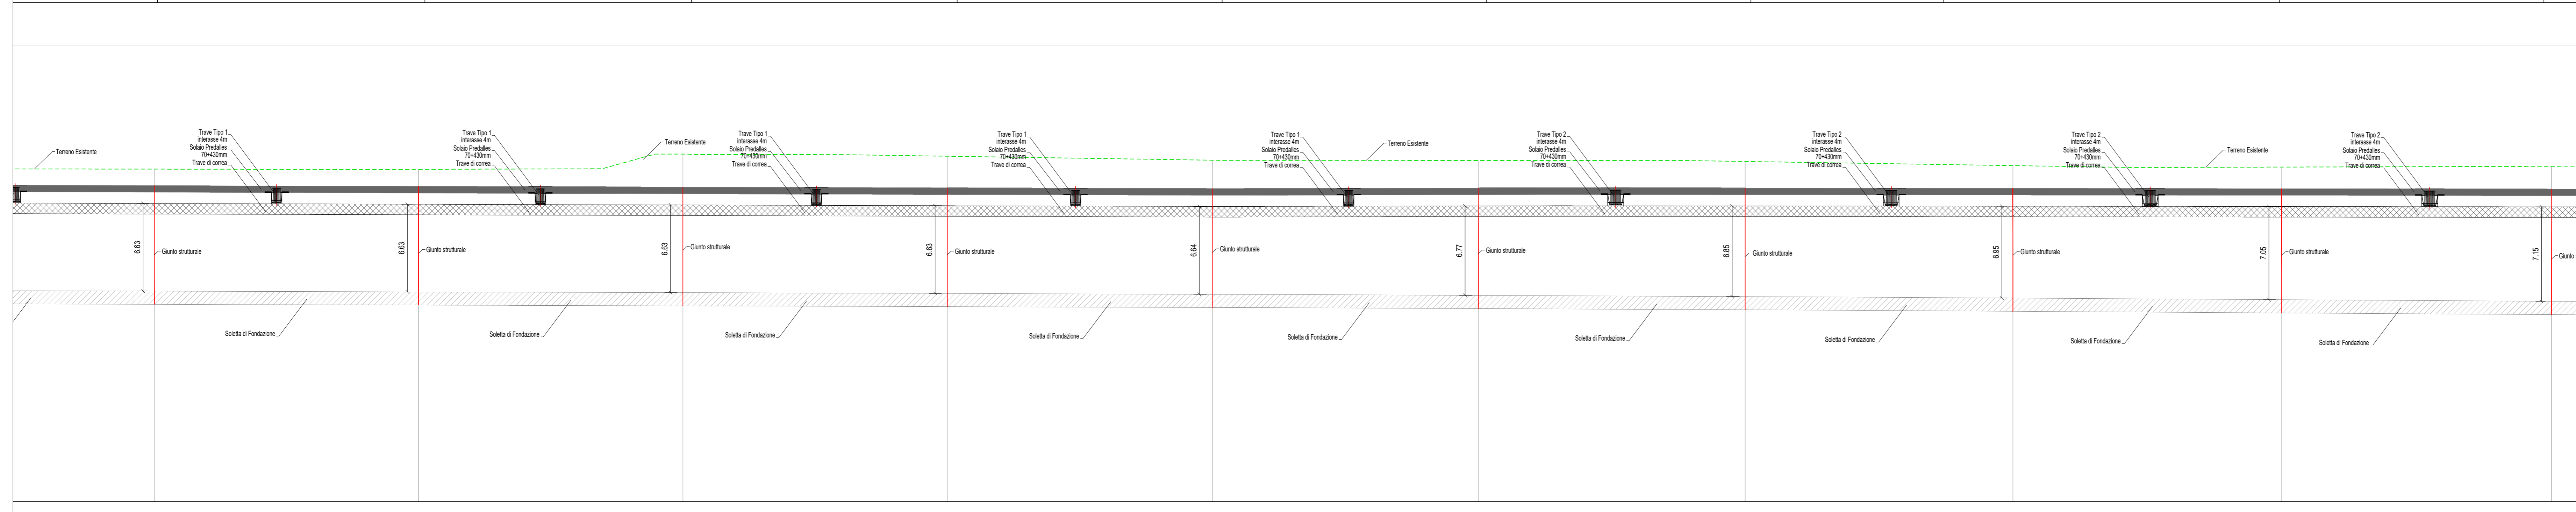 Terreno Esistente
Trave Tipo 1
interasse 4m
Solaio Predalles
70+430mm
Trave di correa
Trave Tipo 1
interasse 4m
Solaio Predalles
70+430mm
Trave di correa
Terreno Esistente
Trave Tipo 1
interasse 4m
Solaio Predalles
70+430mm
Trave di correa
Trave Tipo 1
interasse 4m
Solaio Predalles
70+430mm
Trave di correa
Trave Tipo 1
interasse 4m
Solaio Predalles
70+430mm
Trave di correa
Terreno Esistente
Trave Tipo 2
interasse 4m
Solaio Predalles
70+430mm
Trave di correa
Trave Tipo 2
interasse 4m
Solaio Predalles
70+430mm
Trave di correa
Trave Tipo 2
interasse 4m
Solaio Predalles
70+430mm
Trave di correa
Terreno Esistente
Trave Tipo 2
interasse 4m
Solaio Predalles
70+430mm
Trave di correa
6.63
Giunto strutturale
6.63
Giunto strutturale
6.63
Giunto strutturale
6.63
Giunto strutturale
6.64
Giunto strutturale
6.77
Giunto strutturale
6.85
Giunto strutturale
6.95
Giunto strutturale
7.05
Giunto strutturale
7.15
Giunto
Soletta di Fondazione
Soletta di Fondazione
Soletta di Fondazione
Soletta di Fondazione
Soletta di Fondazione
Soletta di Fondazione
Soletta di Fondazione
Soletta di Fondazione
Soletta di Fondazione